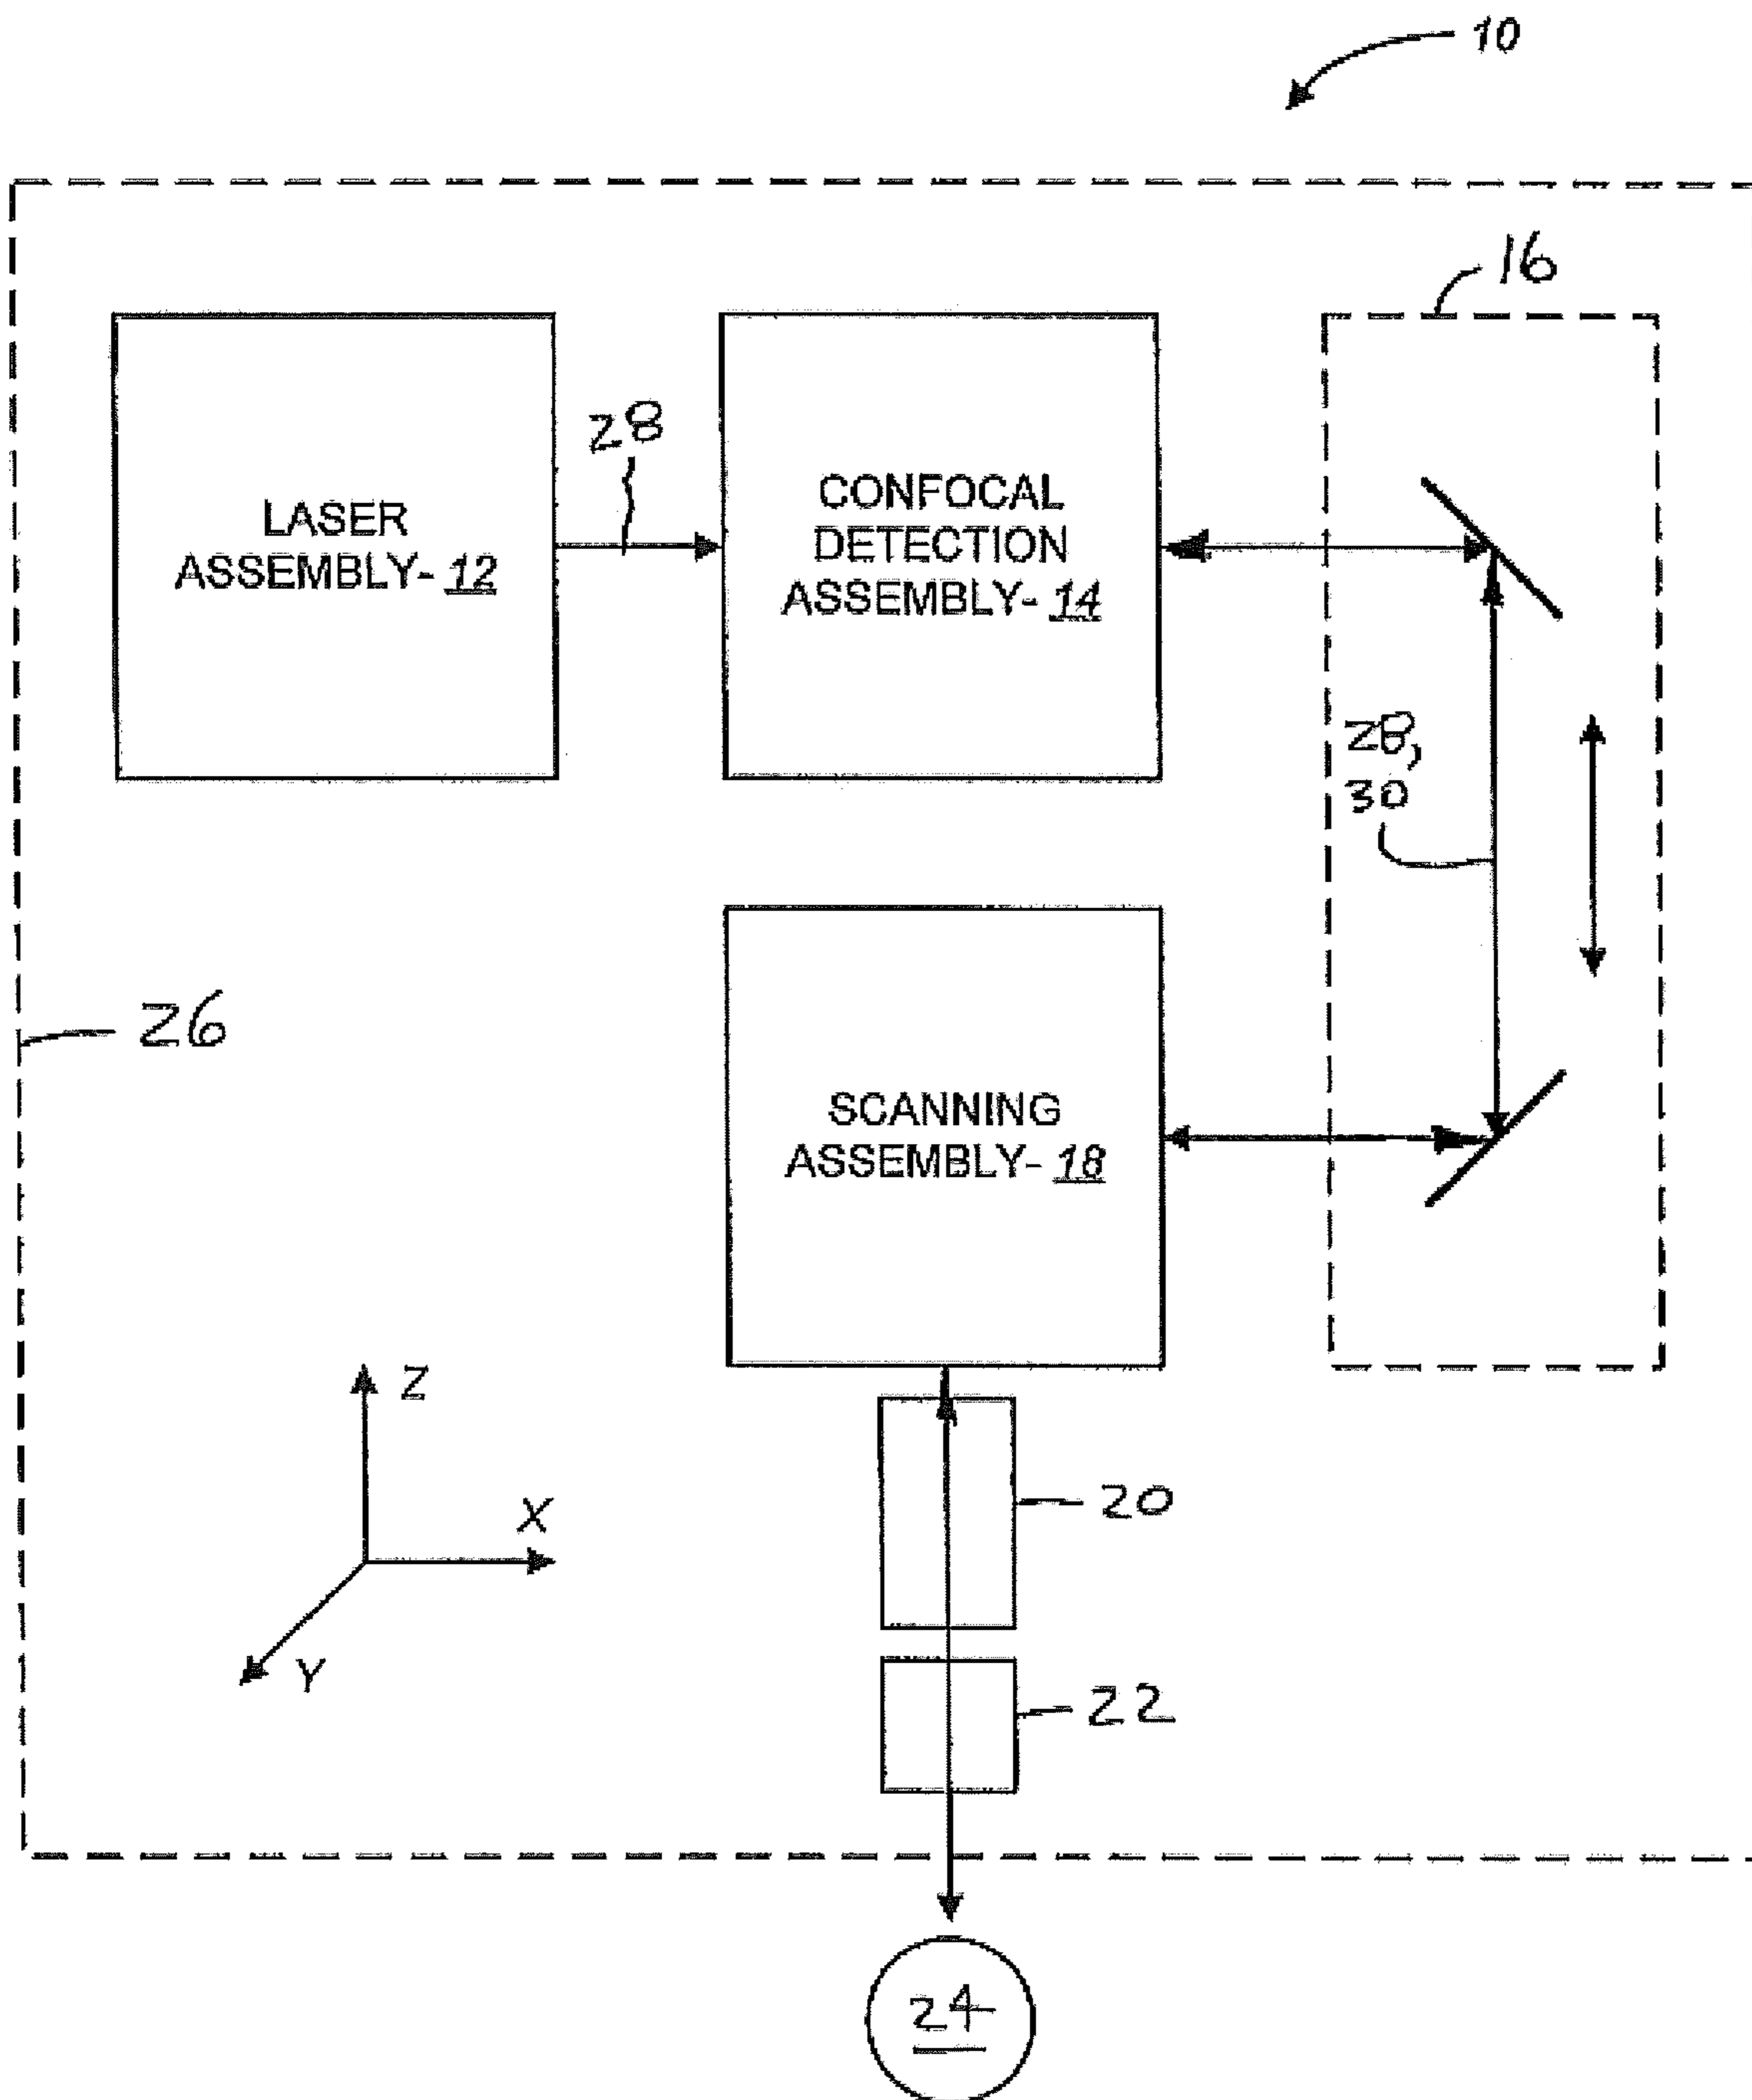 10
16
28
LASER
ASSEMBLY- 12
CONFOCAL
DETECTION
ASSEMBLY- 14
28,
30
26
SCANNING
ASSEMBLY- 18
Z
X
Y
20
22
24